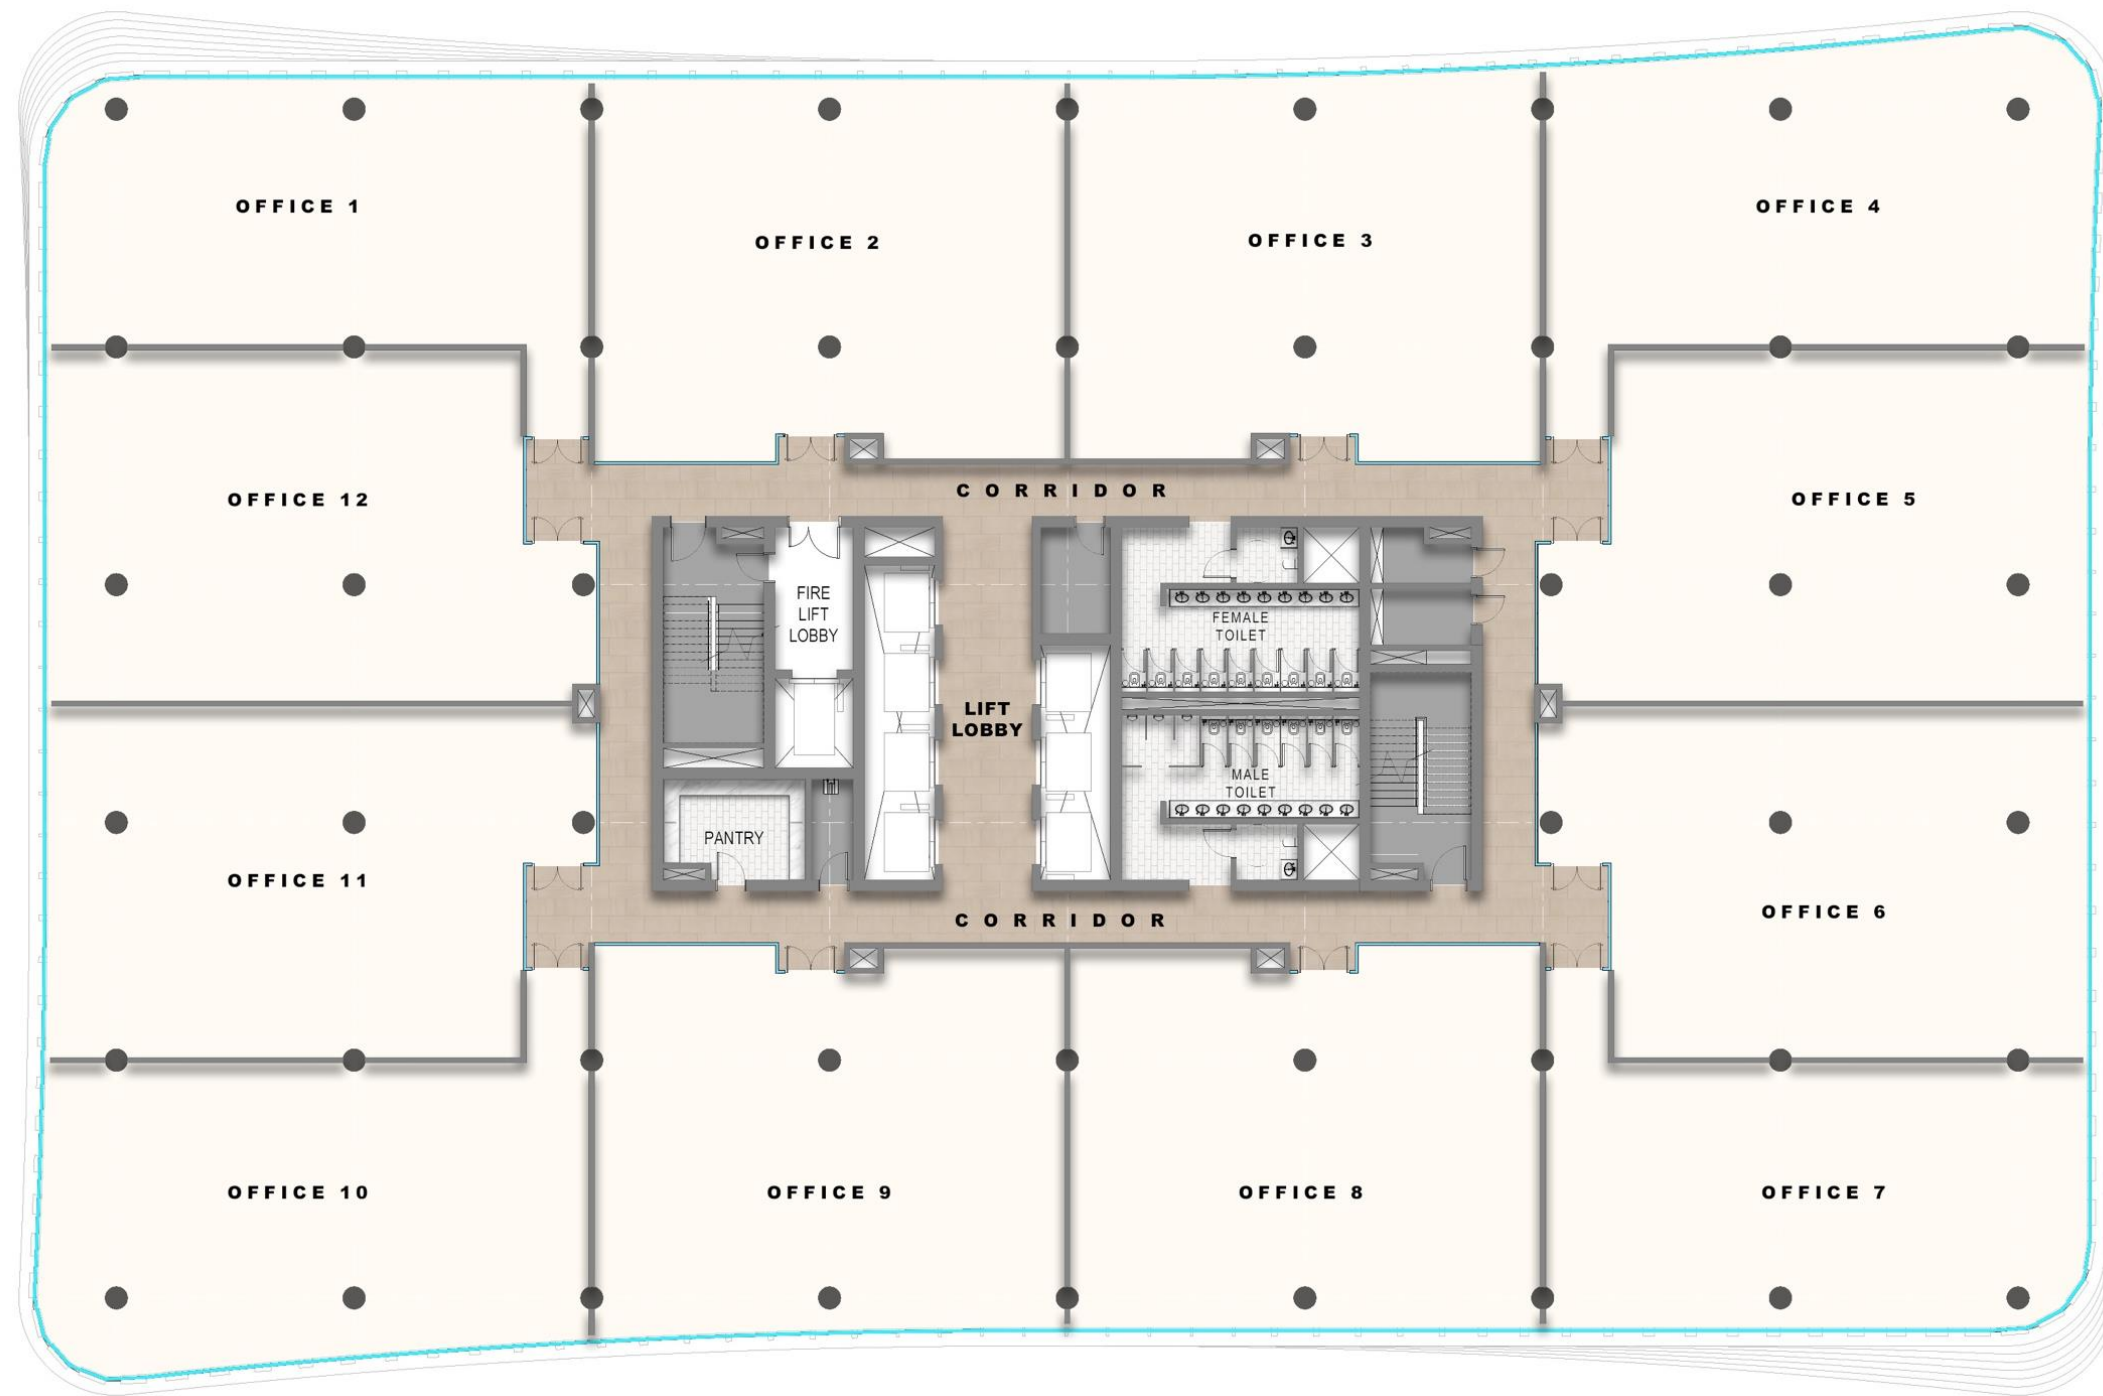 OFFICE 1
OFFICE 2
OFFICE 3
OFFICE 4
OFFICE 12
OFFICE 5
CORRIDOR
FIRE
LIFT
LOBBY
FEMALE
TOILET
LIFT
LOBBY
MALE
TOILET
PANTRY
OFFICE 11
OFFICE 6
CORRIDOR
OFFICE 10
OFFICE 9
OFFICE 8
OFFICE 7